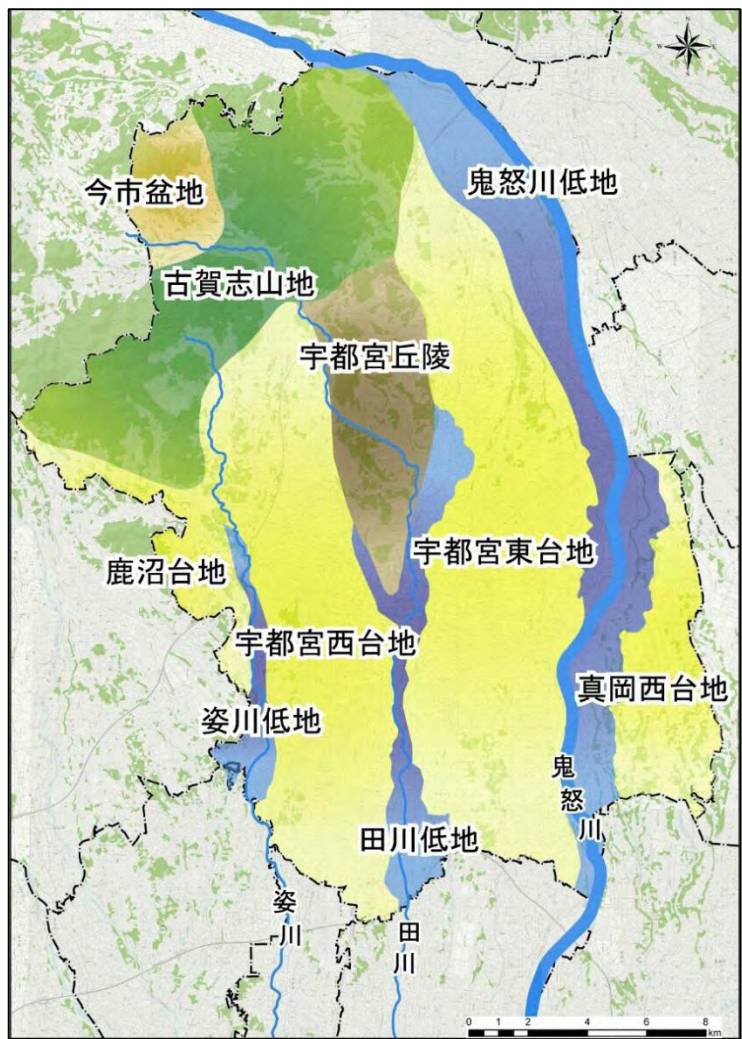 N
W
E
S
鬼怒川低地
今市盆地
古賀志山地
宇都宮丘陵
宇都宮東台地
鹿沼台地
宇都宮西台地
真岡西台地
姿川低地
鬼怒川
田川低地
姿川
田川
0 1 2 4 6 8
km